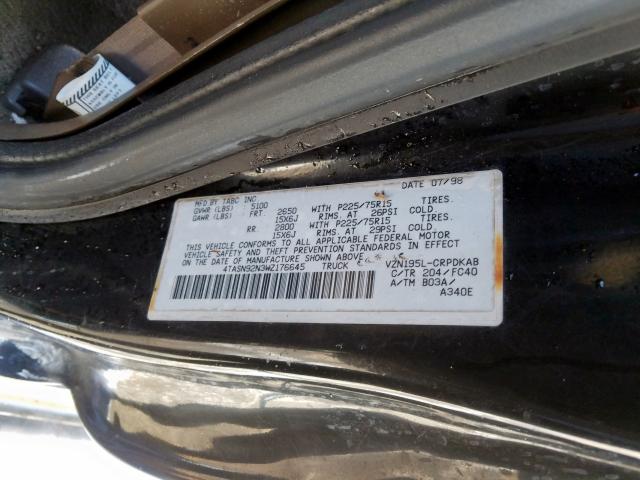 DATE 07/98
MFD BY TABC INC
GVWR (LBS): 5100 WITH P225/75R15 TIRES.
GAWR (LBS): FRT. 2650 15X6J RIMS. AT 26PSI COLD
RR. 2800 WITH P225/75R15 TIRES.
15X6J RIMS. AT 29PSI COLD
THIS VEHICLE CONFORMS TO ALL APPLICABLE FEDERAL MOTOR
VEHICLE SAFETY AND THEFT PREVENTION STANDARDS IN EFFECT
ON THE DATE OF MANUFACTURE SHOWN ABOVE.
4TASN92N3WZ176645 TRUCK
VZN195L-CRPDKAB
C/TR 204/FC40
A/TM B03A/
A340E